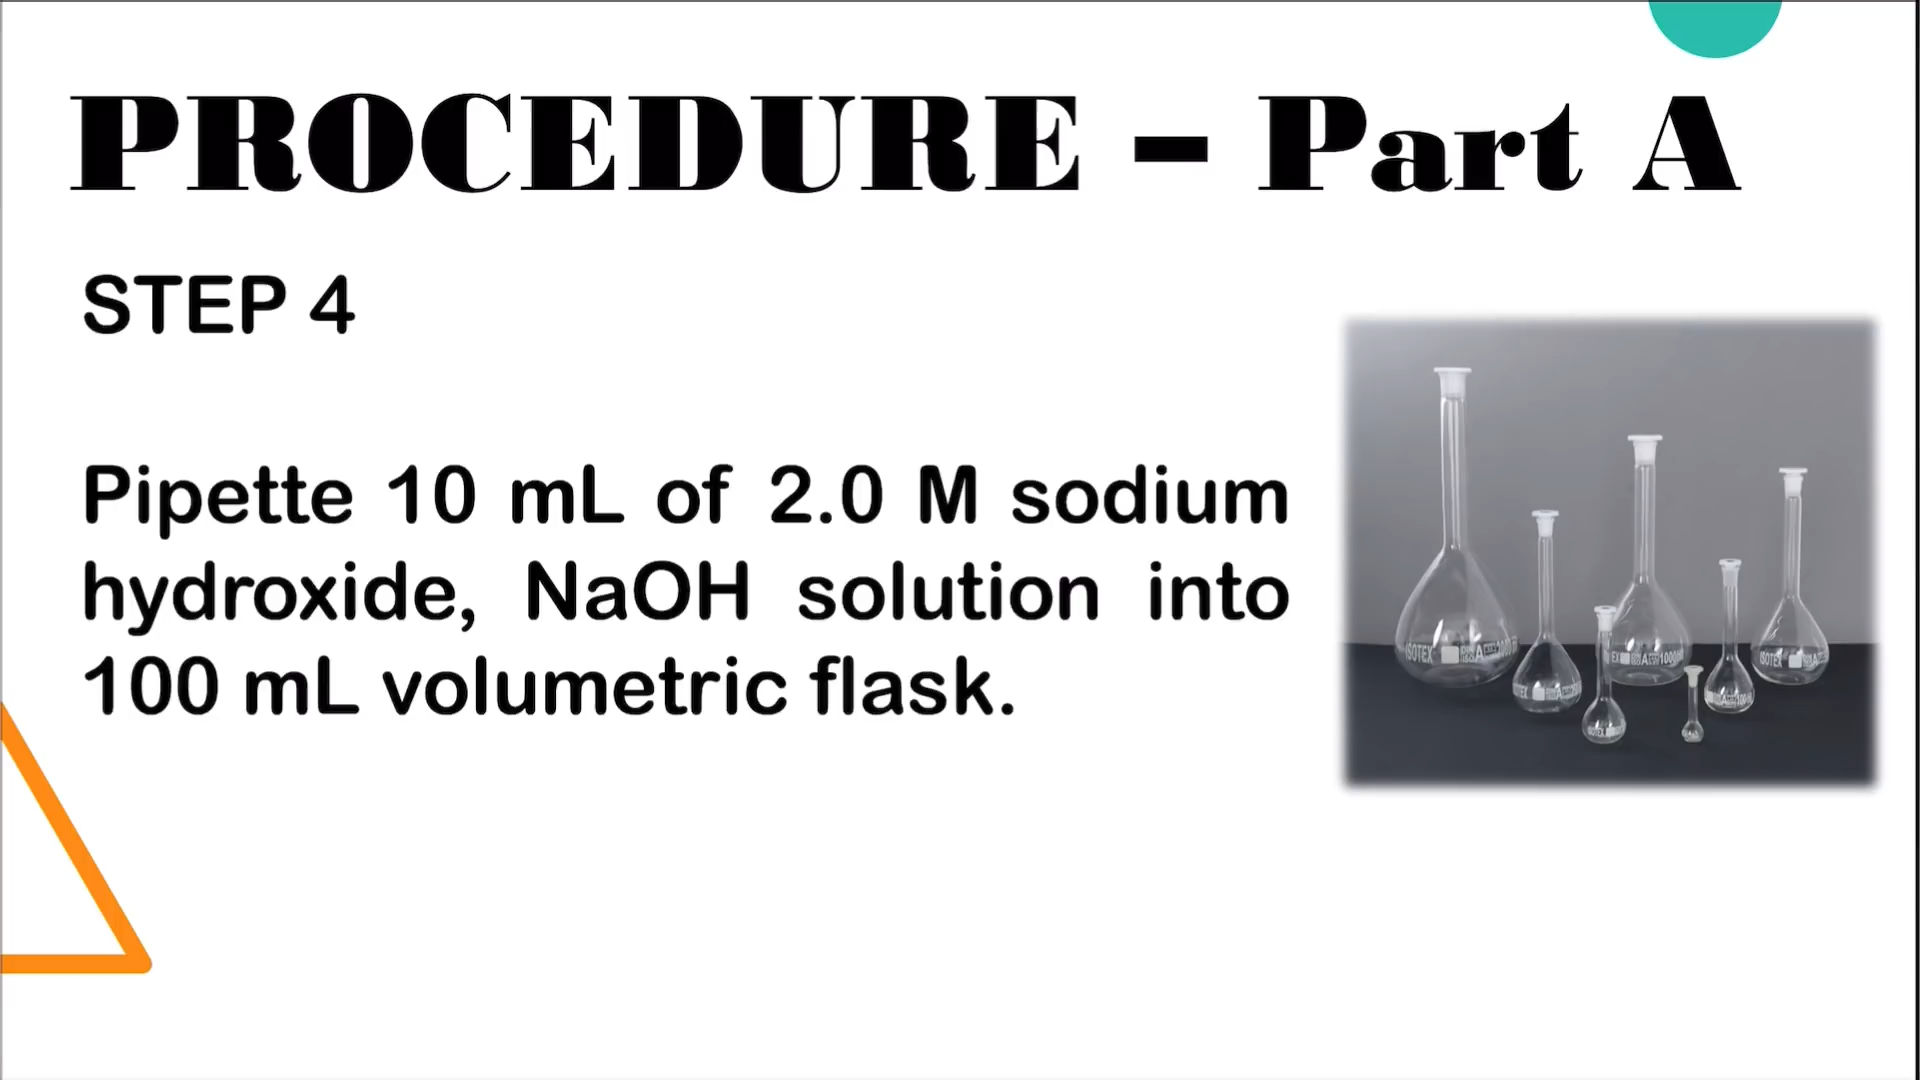 PROCEDURE – Part A
STEP 4
Pipette 10 mL of 2.0 M sodium
hydroxide, NaOH solution into
100 mL volumetric flask.
ISOTEX